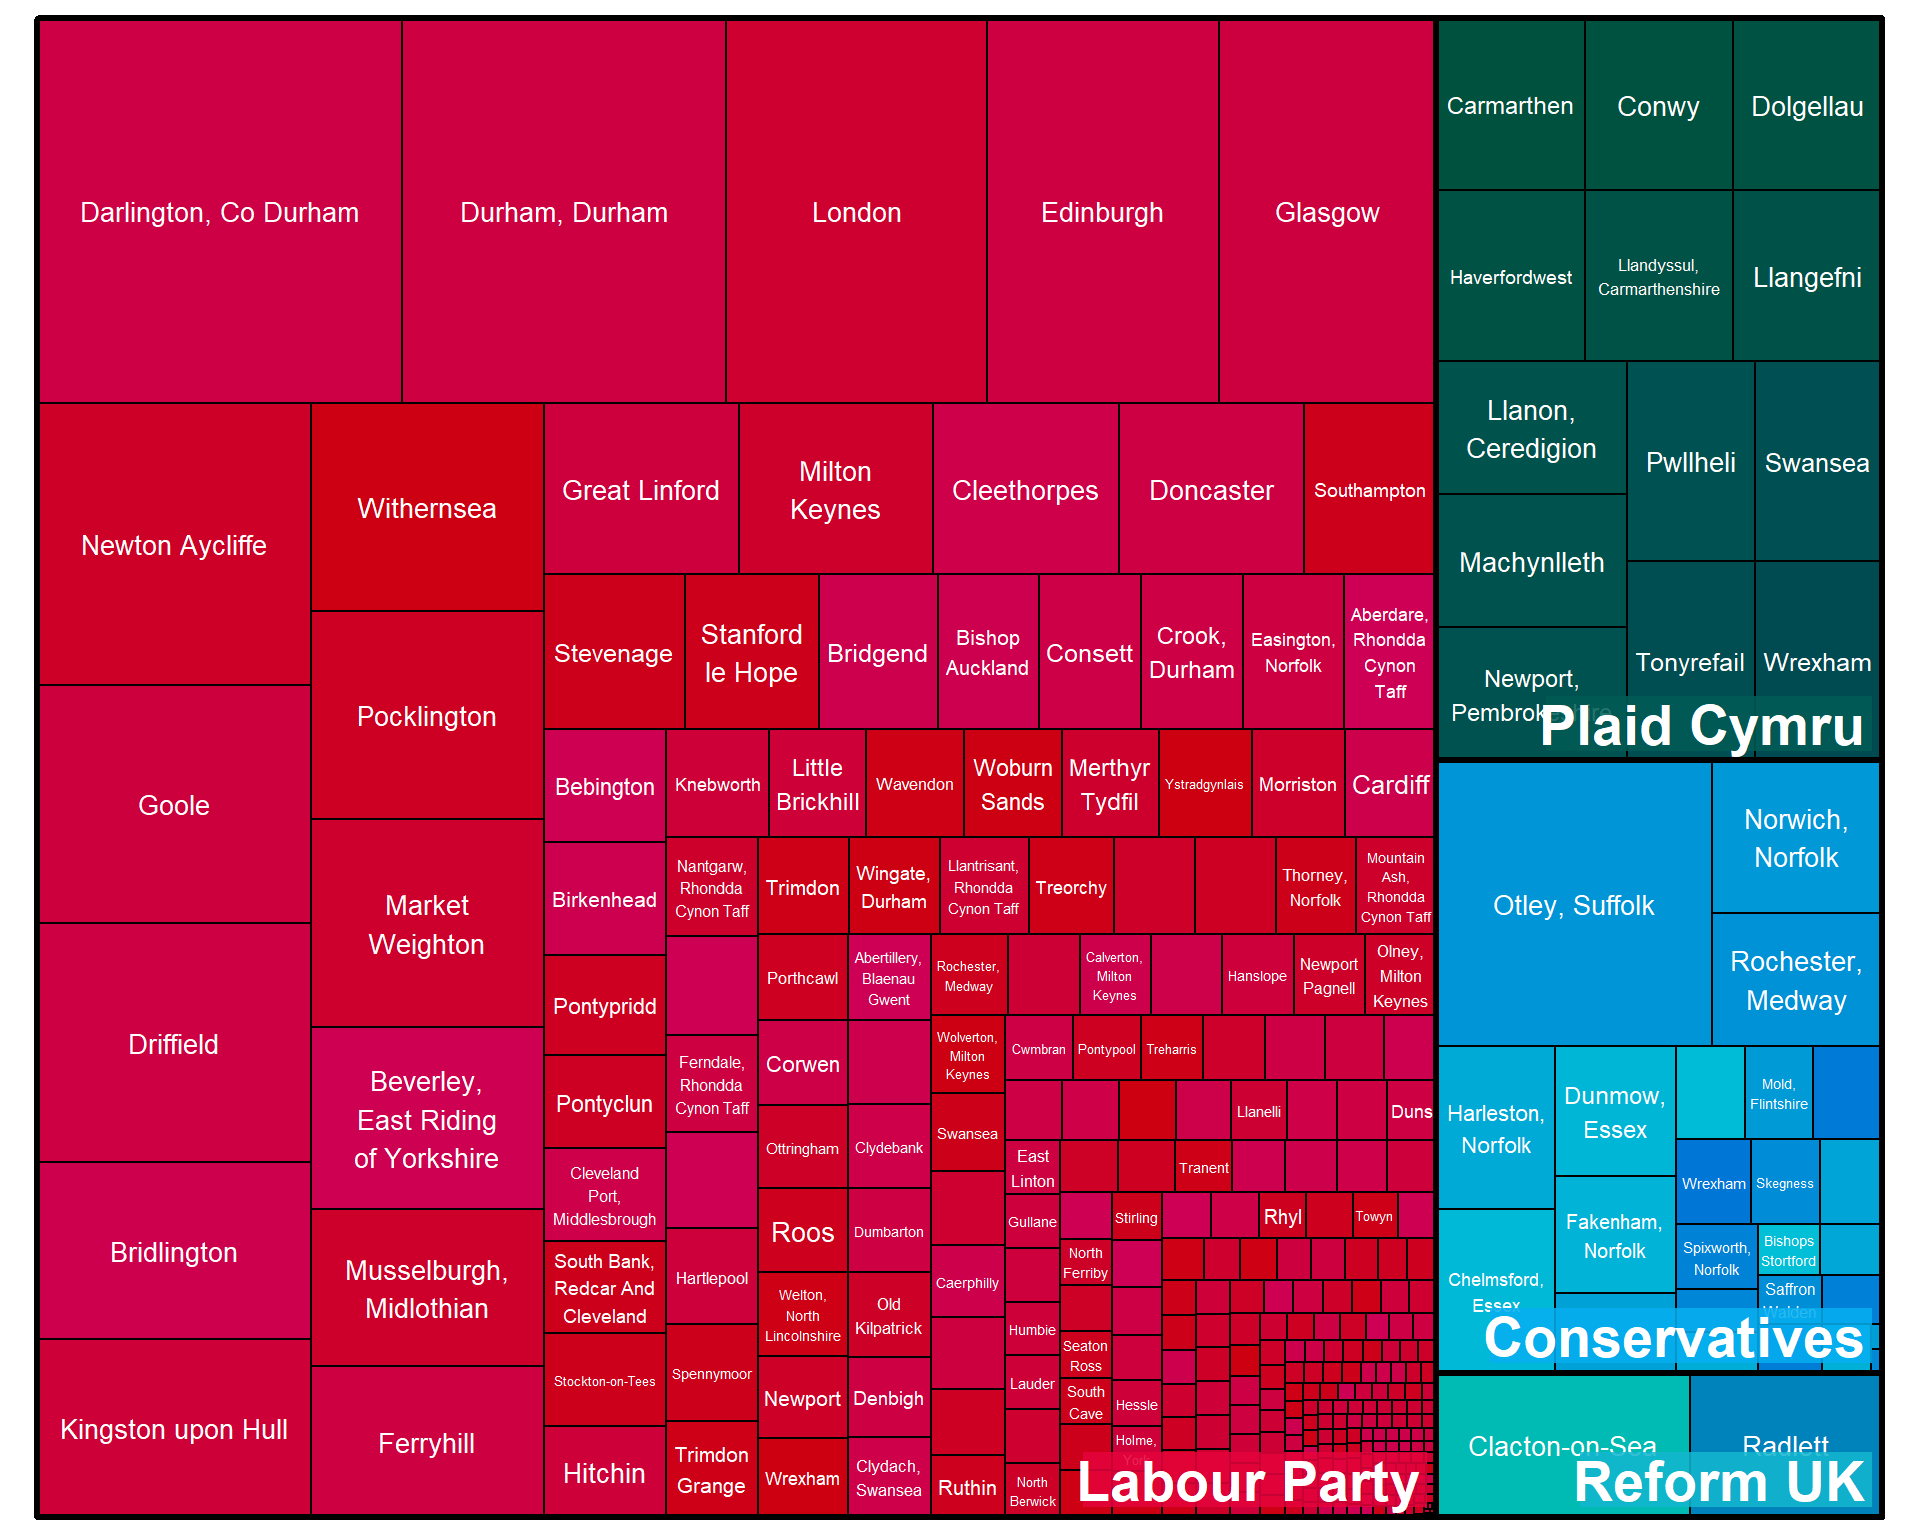 Darlington, Co Durham
Durham, Durham
London
Edinburgh
Glasgow
Newton Aycliffe
Goole
Driffield
Bridlington
Kingston upon Hull
Withernsea
Pocklington
Market
Weighton
Beverley,
East Riding
of Yorkshire
Musselburgh,
Midlothian
Ferryhill
Great Linford
Milton
Keynes
Cleethorpes
Doncaster
Southampton
Stevenage
Stanford
le Hope
Bridgend
Bishop
Auckland
Consett
Crook,
Durham
Easington,
Norfolk
Aberdare,
Rhondda
Cynon
Taff
Bebington
Birkenhead
Pontypridd
Pontyclun
Cleveland
Port,
Middlesbrough
South Bank,
Redcar And
Cleveland
Stockton-on-Tees
Hitchin
Knebworth
Little
Brickhill
Wavendon
Woburn
Sands
Merthyr
Tydfil
Ystradgynlais
Morriston
Cardiff
Nantgarw,
Rhondda
Cynon Taff
Ferndale,
Rhondda
Cynon Taff
Hartlepool
Spennymoor
Trimdon
Grange
Trimdon
Wingate,
Durham
Llantrisant,
Rhondda
Cynon Taff
Treorchy
Thorney,
Norfolk
Mountain
Ash,
Rhondda
Cynon Taff
Porthcawl
Corwen
Ottringham
Roos
Welton,
North
Lincolnshire
Newport
Wrexham
Abertillery,
Blaenau
Gwent
Clydebank
Dumbarton
Old
Kilpatrick
Denbigh
Clydach,
Swansea
Rochester,
Medway
Calverton,
Milton
Keynes
Hanslope
Newport
Pagnell
Olney,
Milton
Keynes
Wolverton,
Milton
Keynes
Swansea
Caerphilly
Ruthin
Cwmbran
Pontypool
Treharris
Llanelli
Duns
East
Linton
Tranent
Gullane
Humbie
Lauder
North
Berwick
Stirling
Rhyl
Towyn
North
Ferriby
Seaton
Ross
South
Cave
Hessle
Holme,
York
Labour Party
Carmarthen
Conwy
Dolgellau
Haverfordwest
Llandyssul,
Carmarthenshire
Llangefni
Llanon,
Ceredigion
Pwllheli
Swansea
Machynlleth
Newport,
Pembrokeshire
Tonyrefail
Wrexham
Plaid Cymru
Otley, Suffolk
Norwich,
Norfolk
Rochester,
Medway
Harleston,
Norfolk
Dunmow,
Essex
Mold,
Flintshire
Wrexham
Skegness
Fakenham,
Norfolk
Spixworth,
Norfolk
Bishops
Stortford
Chelmsford,
Essex
Saffron
Walden
Conservatives
Clacton-on-Sea
Radlett
Reform UK